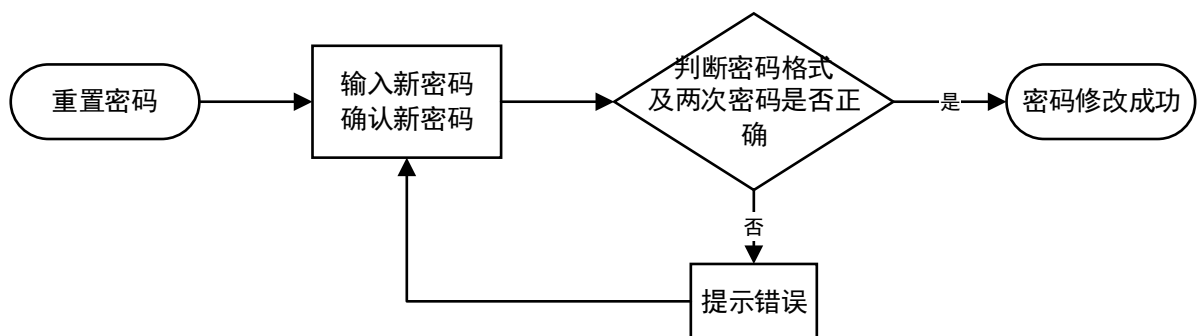 重置密码
输入新密码
确认新密码
判断密码格式
及两次密码是否正
确
是
密码修改成功
否
提示错误